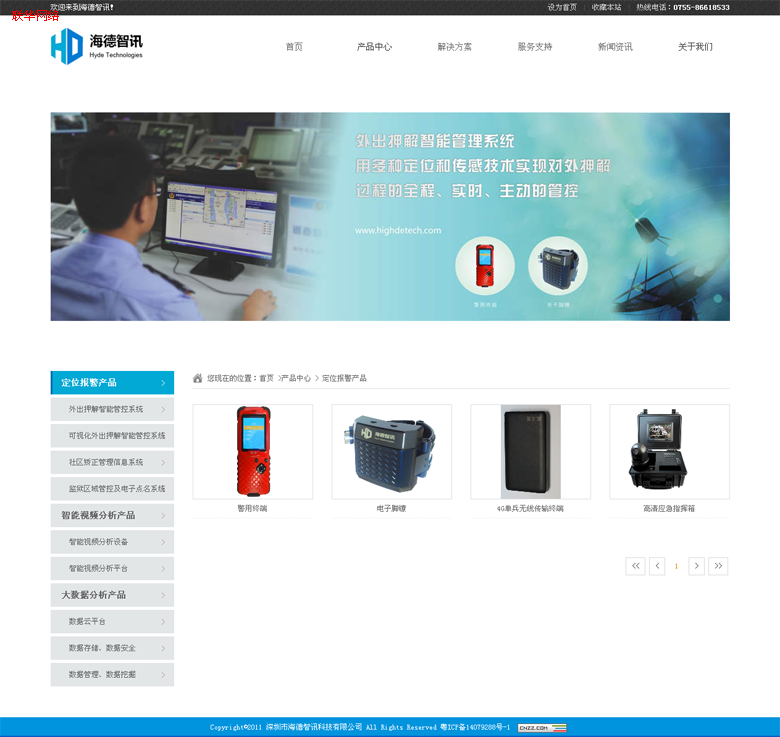 欢迎来到海德智讯!
设为首页 | 收藏本站 | 热线电话：0755-86618533
联华网络
HD 海德智讯
Hyde Technologies
首页 产品中心 解决方案 服务支持 新闻资讯 关于我们
外出押解智能管理系统
用多种定位和传感技术实现对外押解
过程的全程、实时、主动的管控
www.highdetech.com
警用终端 电子脚镣
定位报警产品
外出押解智能管控系统
可视化外出押解智能管控系统
社区矫正管理信息系统
监狱区域管控及电子点名系统
智能视频分析产品
智能视频分析设备
智能视频分析平台
大数据分析产品
数据云平台
数据存储、数据安全
数据管理、数据挖掘
您现在的位置：首页 >产品中心 > 定位报警产品
HD 海德智讯
警用终端 电子脚镣 4G单兵无线传输终端 高清应急指挥箱
<< < 1 > >>
Copyright©2011 深圳市海德智讯科技有限公司 All Rights Reserved 粤ICP备14079288号-1 CNZZ.COM